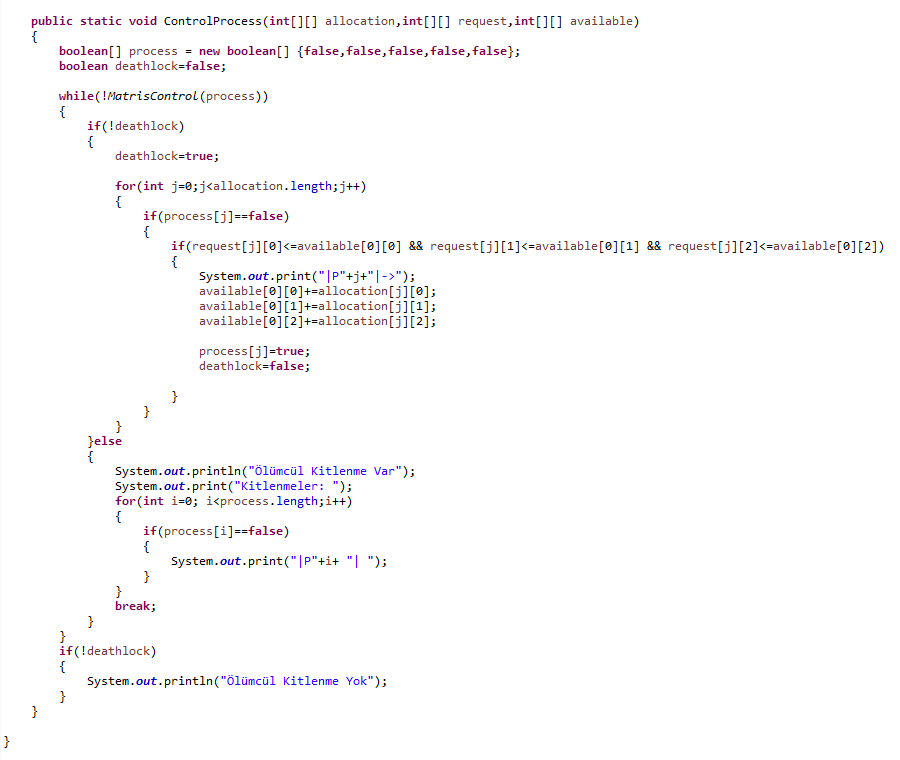 public static void ControlProcess(int[][] allocation,int[][] request,int[][] available)
{
boolean[] process = new boolean[] {false,false,false,false,false};
boolean deathlock=false;
while(!MatrisControl(process))
{
if(!deathlock)
{
deathlock=true;
for(int j=0;j<allocation.length;j++)
{
if(process[j]==false)
{
if(request[j][0]<=available[0][0] && request[j][1]<=available[0][1] && request[j][2]<=available[0][2])
{
System.out.print("|P"+j+"|->");
available[0][0]+=allocation[j][0];
available[0][1]+=allocation[j][1];
available[0][2]+=allocation[j][2];
process[j]=true;
deathlock=false;
}
}
}
}else
{
System.out.println("Ölümcül Kitlenme Var");
System.out.print("Kitlenmeler: ");
for(int i=0; i<process.length;i++)
{
if(process[i]==false)
{
System.out.print("|P"+i+ "| ");
}
}
break;
}
}
if(!deathlock)
{
System.out.println("Ölümcül Kitlenme Yok");
}
}
}